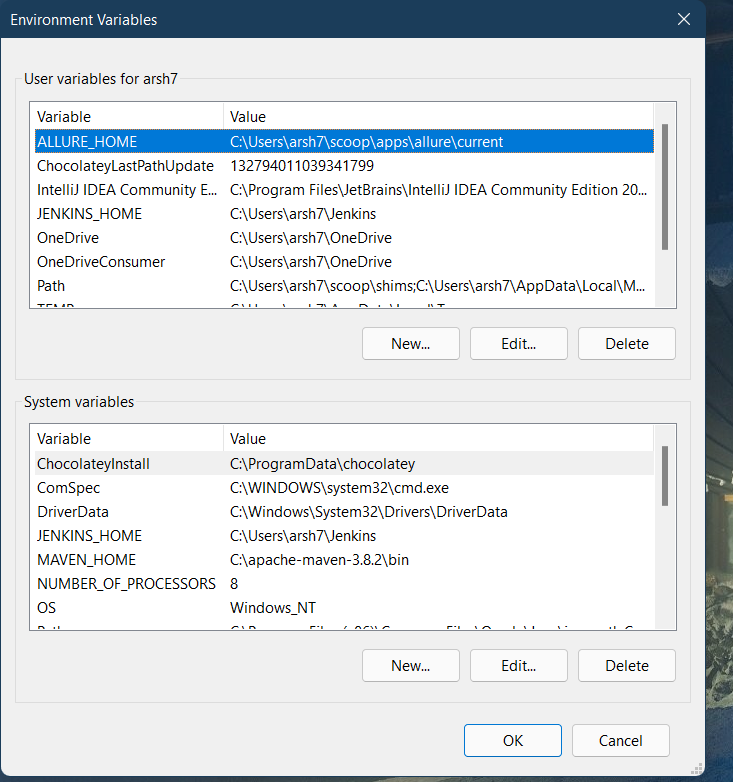 Environment Variables
User variables for arsh7
Variable Value
ALLURE_HOME C:\Users\arsh7\scoop\apps\allure\current
ChocolateyLastPathUpdate 132794011039341799
IntelliJ IDEA Community E... C:\Program Files\JetBrains\IntelliJ IDEA Community Edition 20...
JENKINS_HOME C:\Users\arsh7\Jenkins
OneDrive C:\Users\arsh7\OneDrive
OneDriveConsumer C:\Users\arsh7\OneDrive
Path C:\Users\arsh7\scoop\shims;C:\Users\arsh7\AppData\Local\M...
New... Edit... Delete
System variables
Variable Value
ChocolateyInstall C:\ProgramData\chocolatey
ComSpec C:\WINDOWS\system32\cmd.exe
DriverData C:\Windows\System32\Drivers\DriverData
JENKINS_HOME C:\Users\arsh7\Jenkins
MAVEN_HOME C:\apache-maven-3.8.2\bin
NUMBER_OF_PROCESSORS 8
OS Windows_NT
New... Edit... Delete
OK Cancel